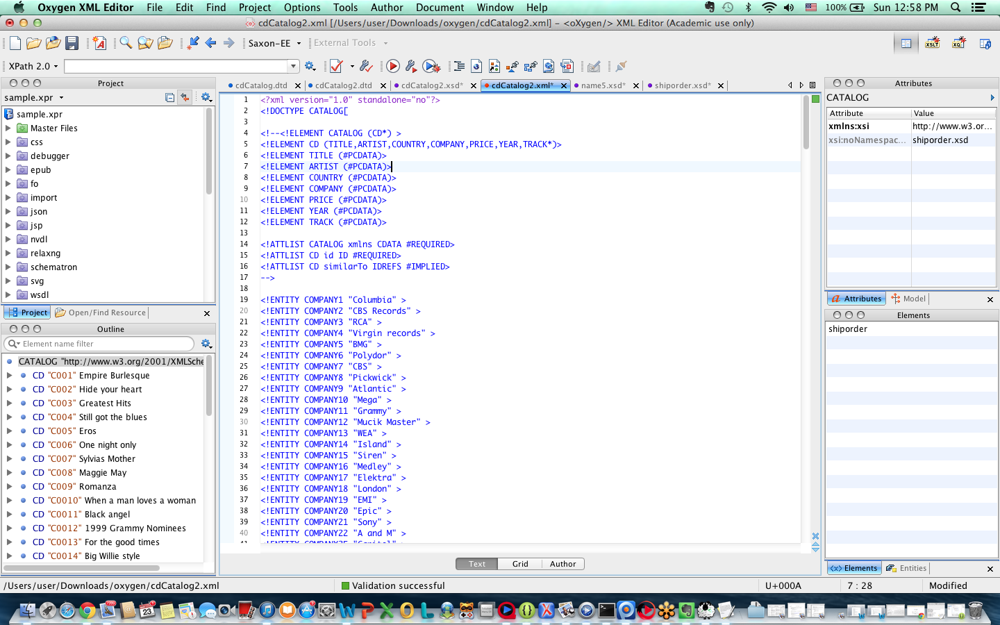 Oxygen XML Editor File Edit Find Project Options Tools Author Document Window Help 100% Sun 12:58 PM
cdCatalog2.xml [/Users/user/Downloads/oxygen/cdCatalog2.xml] - <oXygen/> XML Editor (Academic use only)
Saxon-EE External Tools
XPath 2.0
Project
sample.xpr
sample.xpr
Master Files
css
debugger
epub
fo
import
json
jsp
nvdl
relaxng
schematron
svg
wsdl
Project Open/Find Resource
Outline
Element name filter
CATALOG "http://www.w3.org/2001/XMLSche
CD "C001" Empire Burlesque
CD "C002" Hide your heart
CD "C003" Greatest Hits
CD "C004" Still got the blues
CD "C005" Eros
CD "C006" One night only
CD "C007" Sylvias Mother
CD "C008" Maggie May
CD "C009" Romanza
CD "C0010" When a man loves a woman
CD "C0011" Black angel
CD "C0012" 1999 Grammy Nominees
CD "C0013" For the good times
CD "C0014" Big Willie style
cdCatalog.dtd cdCatalog2.dtd cdCatalog2.xsd* cdCatalog2.xml* name5.xsd* shiporder.xsd*
1 <?xml version="1.0" standalone="no"?>
2 <!DOCTYPE CATALOG[
3
4 <!--<!ELEMENT CATALOG (CD*) >
5 <!ELEMENT CD (TITLE,ARTIST,COUNTRY,COMPANY,PRICE,YEAR,TRACK*)>
6 <!ELEMENT TITLE (#PCDATA)>
7 <!ELEMENT ARTIST (#PCDATA)>
8 <!ELEMENT COUNTRY (#PCDATA)>
9 <!ELEMENT COMPANY (#PCDATA)>
10 <!ELEMENT PRICE (#PCDATA)>
11 <!ELEMENT YEAR (#PCDATA)>
12 <!ELEMENT TRACK (#PCDATA)>
13
14 <!ATTLIST CATALOG xmlns CDATA #REQUIRED>
15 <!ATTLIST CD id ID #REQUIRED>
16 <!ATTLIST CD similarTo IDREFS #IMPLIED>
17 -->
18
19 <!ENTITY COMPANY1 "Columbia" >
20 <!ENTITY COMPANY2 "CBS Records" >
21 <!ENTITY COMPANY3 "RCA" >
22 <!ENTITY COMPANY4 "Virgin records" >
23 <!ENTITY COMPANY5 "BMG" >
24 <!ENTITY COMPANY6 "Polydor" >
25 <!ENTITY COMPANY7 "CBS" >
26 <!ENTITY COMPANY8 "Pickwick" >
27 <!ENTITY COMPANY9 "Atlantic" >
28 <!ENTITY COMPANY10 "Mega" >
29 <!ENTITY COMPANY11 "Grammy" >
30 <!ENTITY COMPANY12 "Mucik Master" >
31 <!ENTITY COMPANY13 "WEA" >
32 <!ENTITY COMPANY14 "Island" >
33 <!ENTITY COMPANY15 "Siren" >
34 <!ENTITY COMPANY16 "Medley" >
35 <!ENTITY COMPANY17 "Elektra" >
36 <!ENTITY COMPANY18 "London" >
37 <!ENTITY COMPANY19 "EMI" >
38 <!ENTITY COMPANY20 "Epic" >
39 <!ENTITY COMPANY21 "Sony" >
40 <!ENTITY COMPANY22 "A and M" >
Text Grid Author
Attributes
CATALOG
Attribute Value
xmlns:xsi http://www.w3.or...
xsi:noNamespac... shiporder.xsd
Attributes Model
Elements
shiporder
Elements Entities
/Users/user/Downloads/oxygen/cdCatalog2.xml Validation successful U+000A 7 : 28 Modified